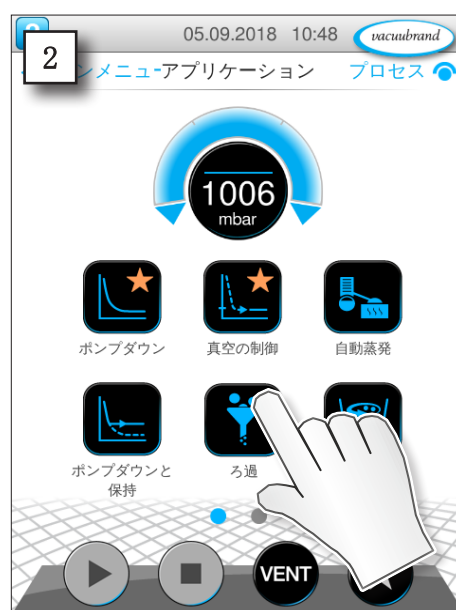 05.09.2018 10:48
vacuubrand
2
ンメニュー-アプリケーション
プロセス
1006
mbar
ポンプダウン
真空の制御
自動蒸発
ポンプダウンと
保持
ろ過
VENT